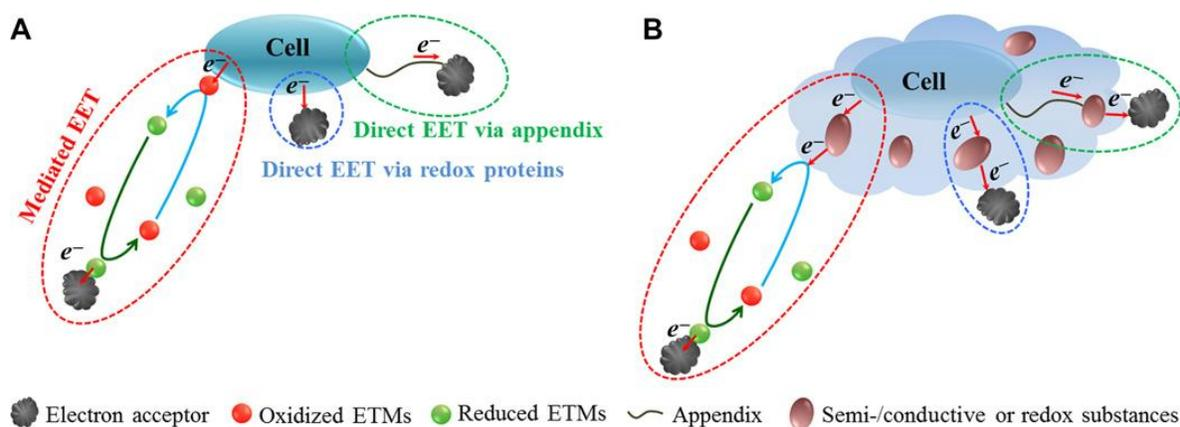 A
Cell
e–
e–
e–
Direct EET via appendix
Direct EET via redox proteins
Mediated EET
e–
B
Cell
e–
e–
e–
e–
e–
e–
e–
Electron acceptor
Oxidized ETMs
Reduced ETMs
Appendix
Semi-/conductive or redox substances